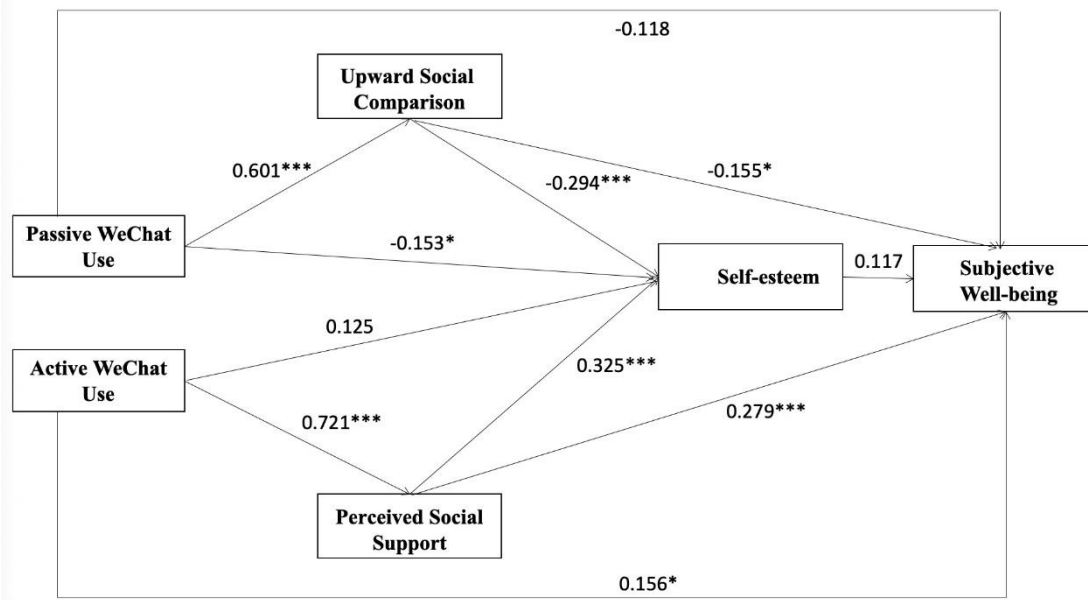 -0.118
Upward Social
Comparison
0.601***
-0.294***
-0.155*
Passive WeChat
Use
-0.153*
Self-esteem
0.117
Subjective
Well-being
0.125
Active WeChat
Use
0.325***
0.721***
0.279***
Perceived Social
Support
0.156*